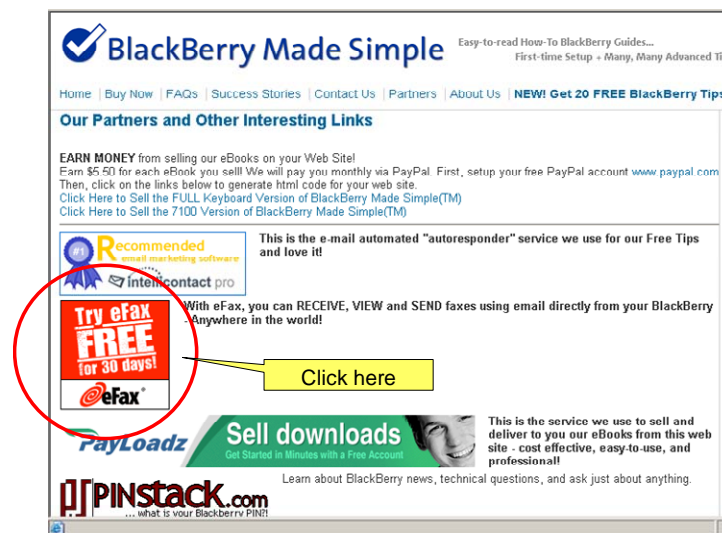 BlackBerry Made Simple
Easy-to-read How-To BlackBerry Guides...
First-time Setup + Many, Many Advanced Ti
Home | Buy Now | FAQs | Success Stories | Contact Us | Partners | About Us | NEW! Get 20 FREE BlackBerry Tips
Our Partners and Other Interesting Links
EARN MONEY from selling our eBooks on your Web Site!
Earn $5.50 for each eBook you sell! We will pay you monthly via PayPal. First, setup your free PayPal account www.paypal.com
Then, click on the links below to generate html code for your web site.
Click Here to Sell the FULL Keyboard Version of BlackBerry Made Simple(TM)
Click Here to Sell the 7100 Version of BlackBerry Made Simple(TM)
#1
Recommended
email marketing software
intellicontact pro
This is the e-mail automated "autoresponder" service we use for our Free Tips
and love it!
Try eFax
FREE
for 30 days!
eFax
With eFax, you can RECEIVE, VIEW and SEND faxes using email directly from your BlackBerry
- Anywhere in the world!
Click here
PayLoadz
Sell downloads
Get Started in Minutes with a Free Account
This is the service we use to sell and
deliver to you our eBooks from this web
site - cost effective, easy-to-use, and
professional!
PINstack.com
... what is your Blackberry PIN?!
Learn about BlackBerry news, technical questions, and ask just about anything.